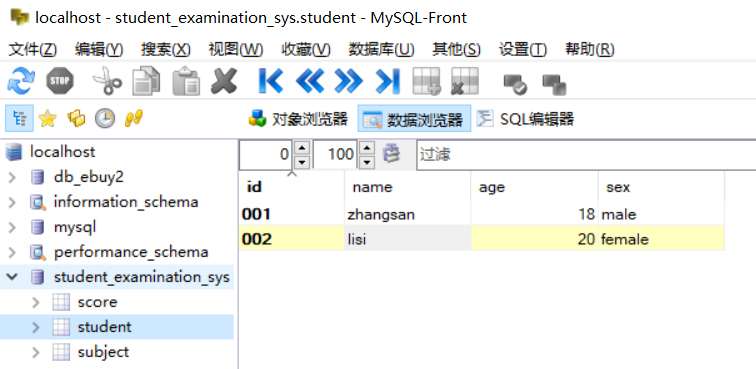 localhost - student_examination_sys.student - MySQL-Front
文件(Z) 编辑(Y) 搜索(X) 视图(W) 收藏(V) 数据库(U) 其他(S) 设置(T) 帮助(R)
STOP
对象浏览器 数据浏览器 SQL编辑器
localhost
0 100 过滤
db_ebuy2
information_schema
mysql
performance_schema
student_examination_sys
score
student
subject
id name age sex
001 zhangsan 18 male
002 lisi 20 female